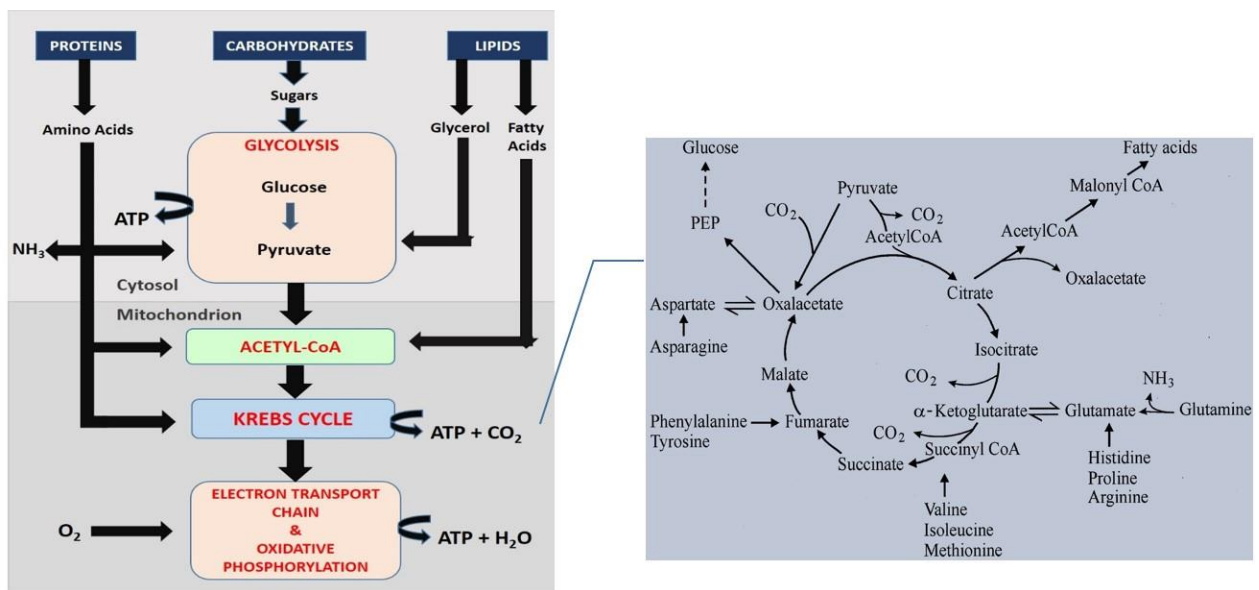 PROTEINS
CARBOHYDRATES
LIPIDS
Sugars
Amino Acids
Glycerol
Fatty
Acids
GLYCOLYSIS
Glucose
ATP
NH3
Pyruvate
Cytosol
Mitochondrion
ACETYL-CoA
KREBS CYCLE
ATP + CO2
ELECTRON TRANSPORT
CHAIN
&
OXIDATIVE
PHOSPHORYLATION
O2
ATP + H2O
Glucose
Fatty acids
Pyruvate
Malonyl CoA
PEP
CO2
CO2
AcetylCoA
AcetylCoA
Oxalacetate
Aspartate
Oxalacetate
Citrate
Asparagine
Isocitrate
Malate
CO2
NH3
α-Ketoglutarate
Glutamate
Glutamine
Phenylalanine
Tyrosine
Fumarate
CO2
Succinyl CoA
Succinate
Histidine
Proline
Arginine
Valine
Isoleucine
Methionine